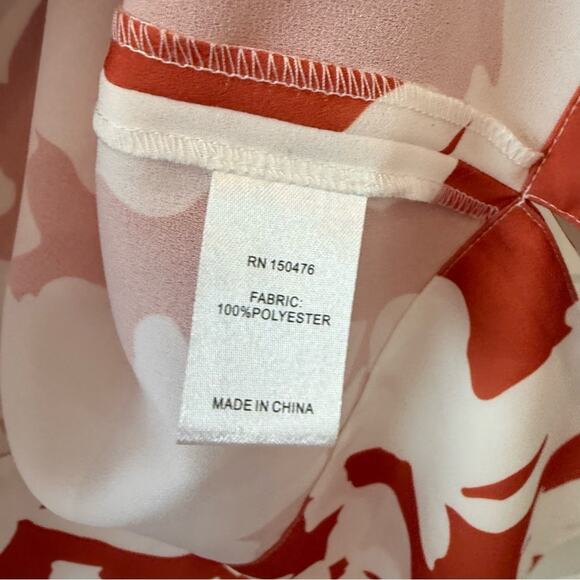 RN 150476
FABRIC:
100%POLYESTER
MADE IN CHINA